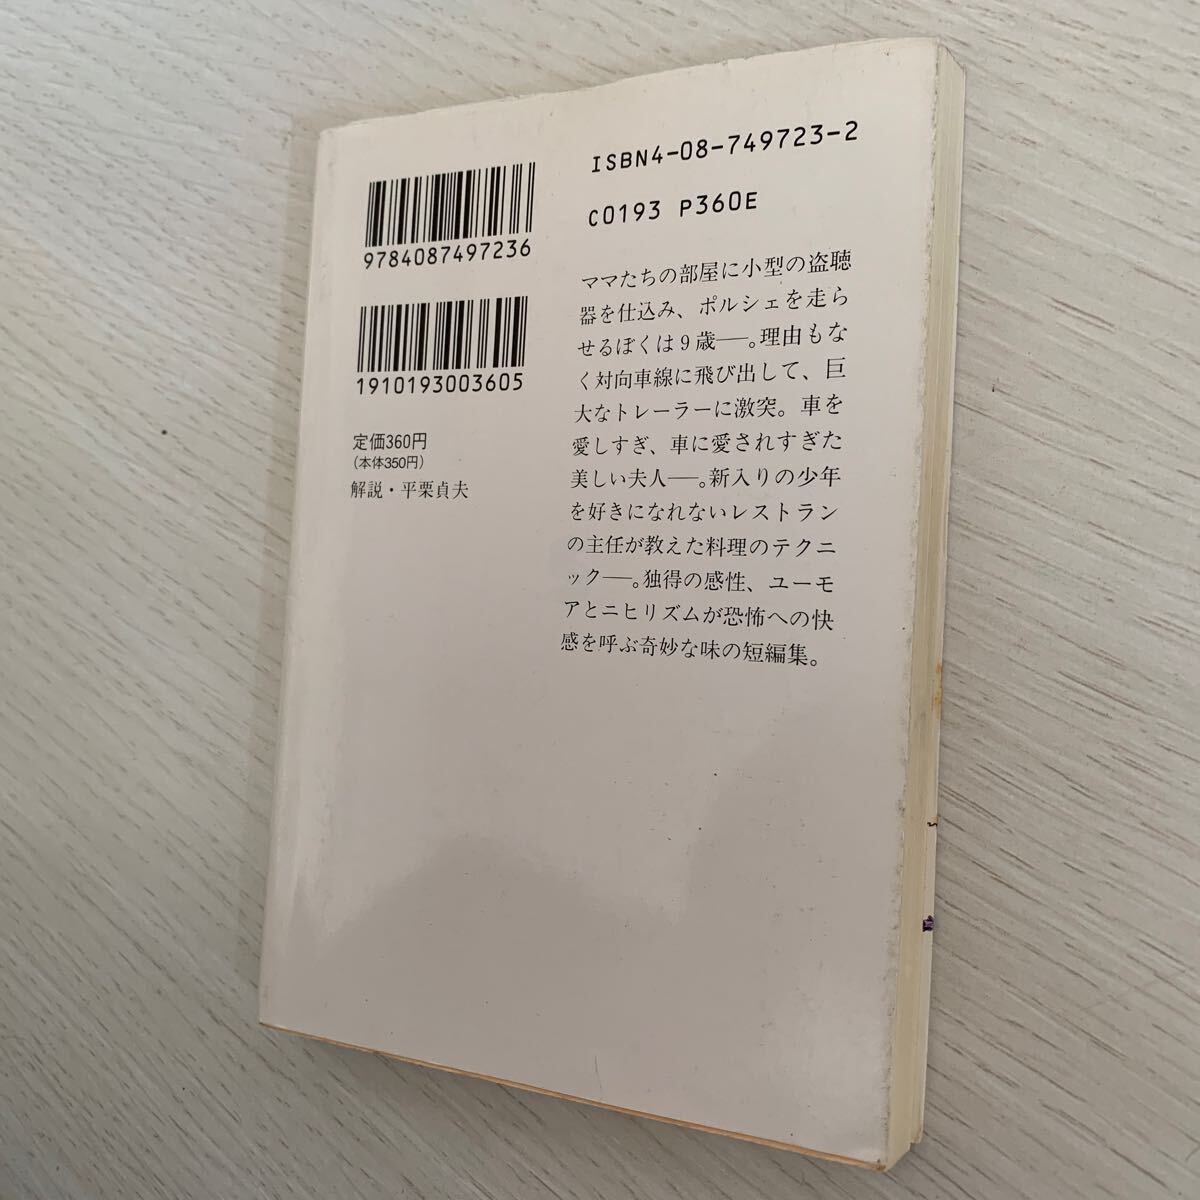 9784087497236
1910193003605
定価360円
(本体350円)
解説・平栗貞夫
ISBN4-08-749723-2
C0193 P360E
ママたちの部屋に小型の盗聴
器を仕込み、ポルシェを走ら
せるぼくは9歳──。理由もな
く対向車線に飛び出して、巨
大なトレーラーに激突。車を
愛しすぎ、車に愛されすぎた
美しい夫人──。新入りの少年
を好きになれないレストラン
の主任が教えた料理のテクニ
ック──。独得の感性、ユーモ
アとニヒリズムが恐怖への快
感を呼ぶ奇妙な味の短編集。